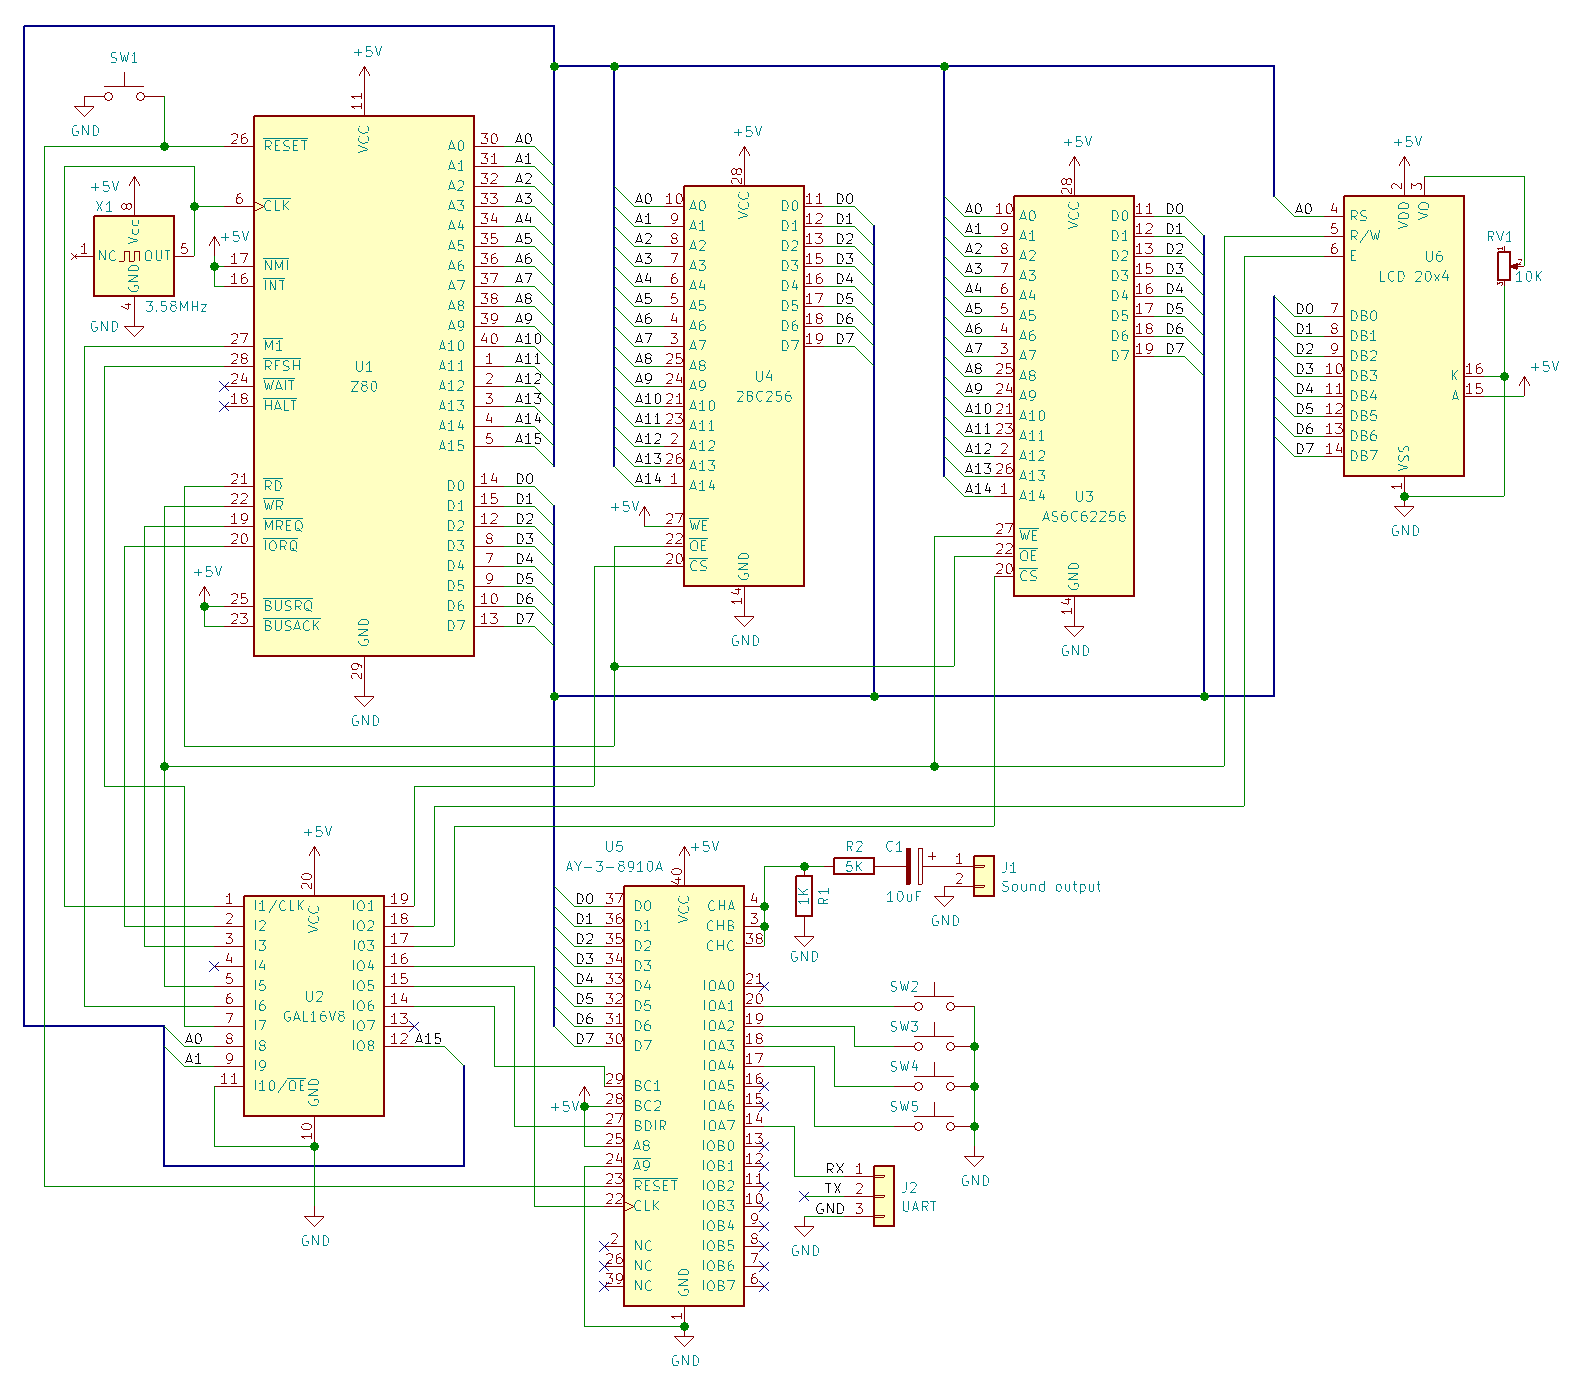 SW1
GND
+5V
11
VCC
26 RESET
6 CLK
+5V
17 NMI
16 INT
27 M1
28 RFSH
24 WAIT
18 HALT
21 RD
22 WR
19 MREQ
20 IORQ
+5V
25 BUSRQ
23 BUSACK
U1
Z80
A0 30 A0
A1 31 A1
A2 32 A2
A3 33 A3
A4 34 A4
A5 35 A5
A6 36 A6
A7 37 A7
A8 38 A8
A9 39 A9
A10 40 A10
A11 1 A11
A12 2 A12
A13 3 A13
A14 4 A14
A15 5 A15
D0 14 D0
D1 15 D1
D2 12 D2
D3 8 D3
D4 7 D4
D5 9 D5
D6 10 D6
D7 13 D7
GND
29
GND
+5V
X1
8
Vcc
1 NC
OUT 5
GND
4
3.58MHz
GND
+5V
28
VCC
A0 10 A0
A1 9 A1
A2 8 A2
A3 7 A3
A4 6 A4
A5 5 A5
A6 4 A6
A7 3 A7
A8 25 A8
A9 24 A9
A10 21 A10
A11 23 A11
A12 2 A12
A13 26 A13
A14 1 A14
+5V
27 WE
22 OE
20 CS
D0 11 D0
D1 12 D1
D2 13 D2
D3 15 D3
D4 16 D4
D5 17 D5
D6 18 D6
D7 19 D7
U4
28C256
GND
14
GND
+5V
28
VCC
A0 10 A0
A1 9 A1
A2 8 A2
A3 7 A3
A4 6 A4
A5 5 A5
A6 4 A6
A7 3 A7
A8 25 A8
A9 24 A9
A10 21 A10
A11 23 A11
A12 2 A12
A13 26 A13
A14 1 A14
27 WE
22 OE
20 CS
D0 11 D0
D1 12 D1
D2 13 D2
D3 15 D3
D4 16 D4
D5 17 D5
D6 18 D6
D7 19 D7
U3
AS6C62256
GND
14
GND
+5V
2
3
VDD
VO
A0 4 RS
5 R/W
6 E
U6
LCD 20x4
D0 7 DB0
D1 8 DB1
D2 9 DB2
D3 10 DB3
D4 11 DB4
D5 12 DB5
D6 13 DB6
D7 14 DB7
K 16
A 15
+5V
VSS
1
GND
RV1
1
2
3
10K
+5V
20
VCC
1 I1/CLK
2 I2
3 I3
4 I4
5 I5
6 I6
7 I7
A0 8 I8
A1 9 I9
11 I10/OE
U2
GAL16V8
IO1 19
IO2 18
IO3 17
IO4 16
IO5 15
IO6 14
IO7 13
IO8 12 A15
GND
10
GND
U5
AY-3-8910A
+5V
40
VCC
D0 37 D0
D1 36 D1
D2 35 D2
D3 34 D3
D4 33 D4
D5 32 D5
D6 31 D6
D7 30 D7
29 BC1
+5V 28 BC2
27 BDIR
25 A8
24 A9
23 RESET
22 CLK
2 NC
26 NC
39 NC
CHA 4
CHB 3
CHC 38
IOA0 21
IOA1 20
IOA2 19
IOA3 18
IOA4 17
IOA5 16
IOA6 15
IOA7 14
IOB0 13
IOB1 12
IOB2 11
IOB3 10
IOB4 9
IOB5 8
IOB6 7
IOB7 6
GND
1
GND
R2
5K
C1
+
10uF
1K
R1
GND
1
2
J1
Sound output
GND
SW2
SW3
SW4
SW5
GND
RX 1
TX 2
GND 3
J2
UART
GND